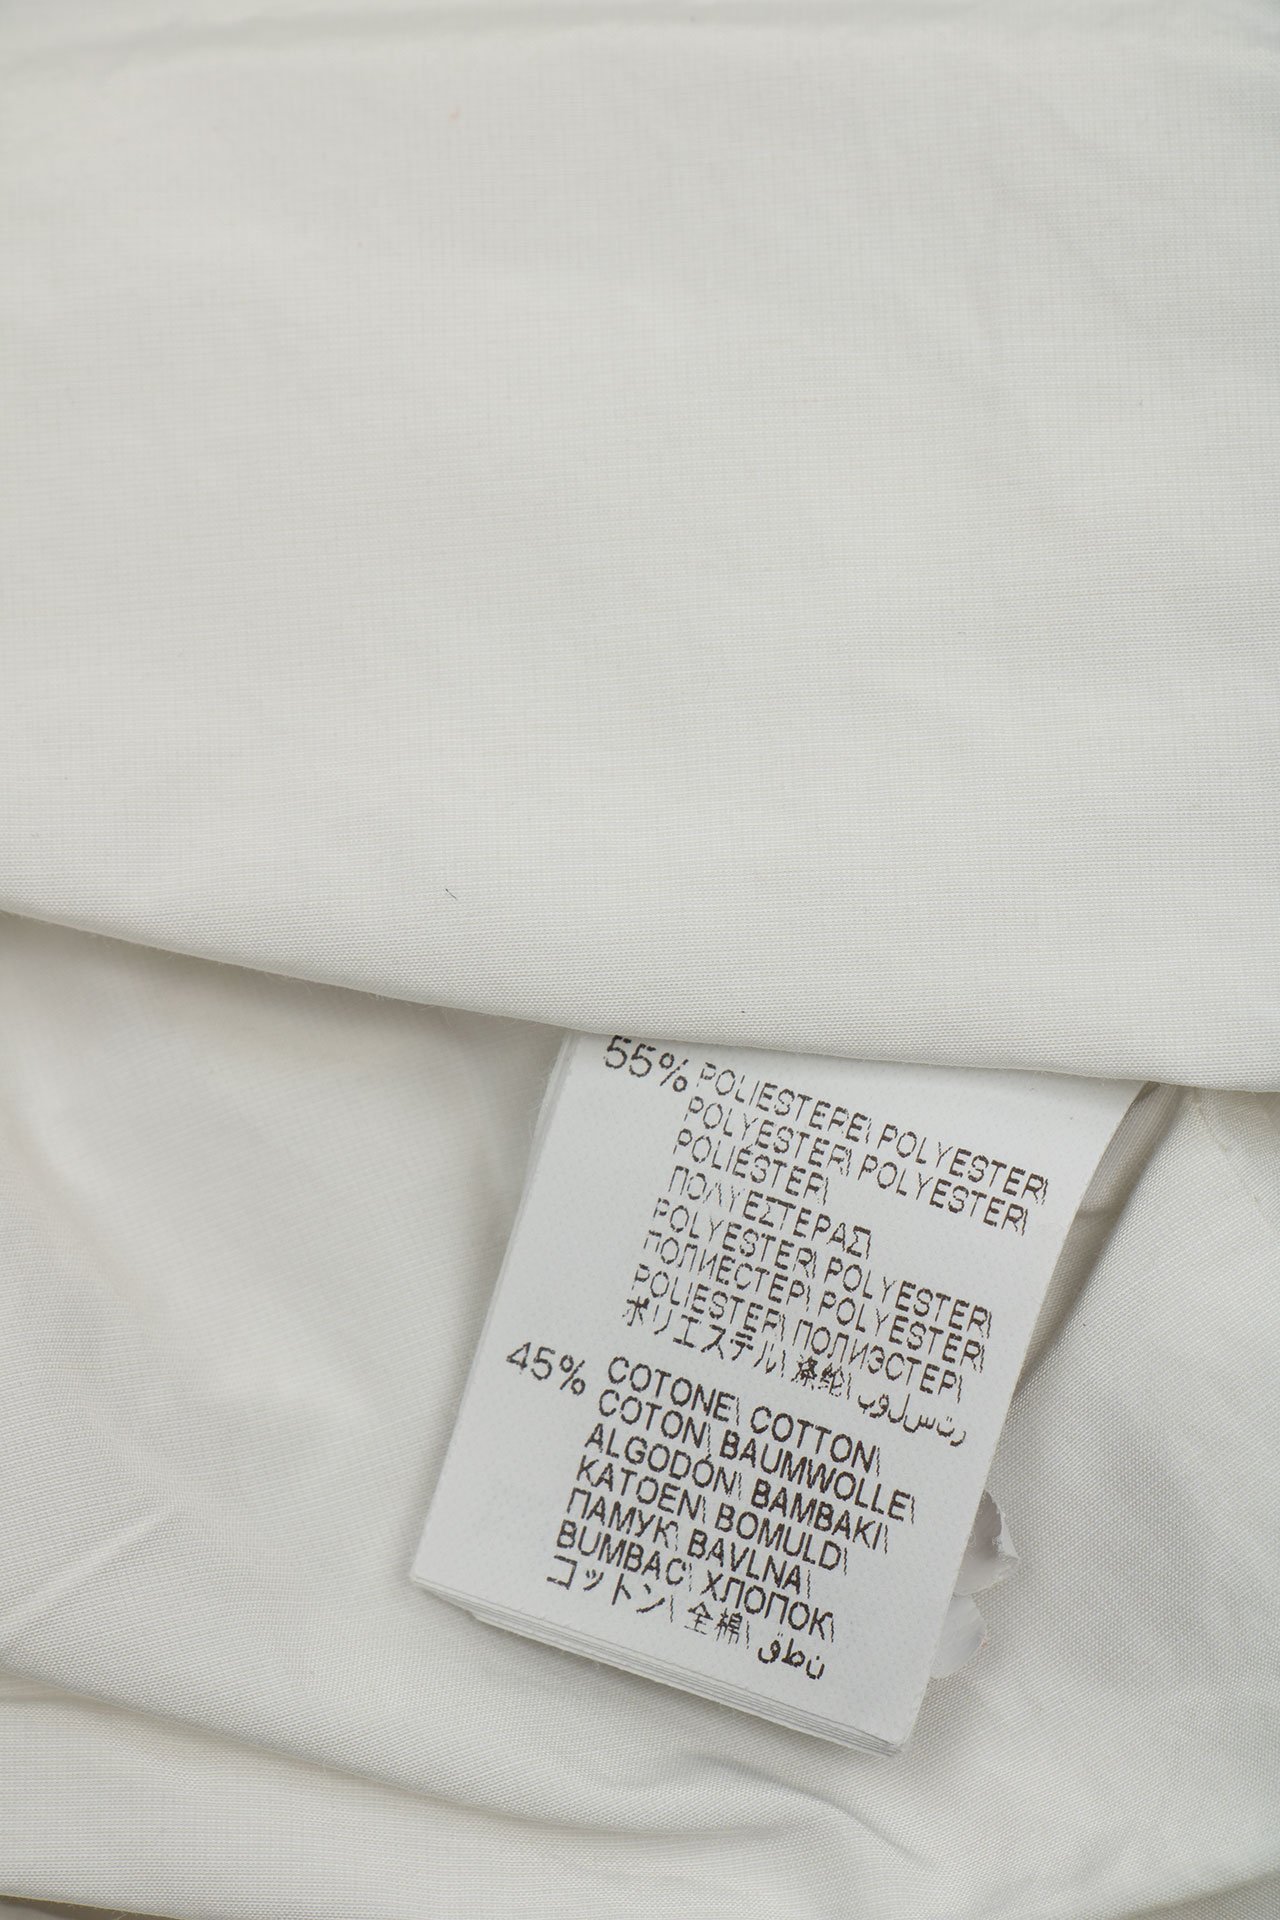 55% POLIESTERE\ POLYESTER\
POLYESTER\ POLYESTER\
POLIÉSTER\
ΠΟΛΥΕΣΤΕΡΑΣ\
POLYESTER\ POLYESTER\
ПОЛИЕСТЕР\ POLYESTER\
POLIESTER\ ПОЛИЭСТЕР\
ポリエステル\ 涤纶\ بوليستر
45% COTONE\ COTTON\
COTON\ BAUMWOLLE\
ALGODÓN\ BAMBAKI\
KATOEN\ BOMULD\
ПАМУК\ BAVLNA\
BUMBAC\ ХЛОПОК\
コットン\ 全棉\ قطن